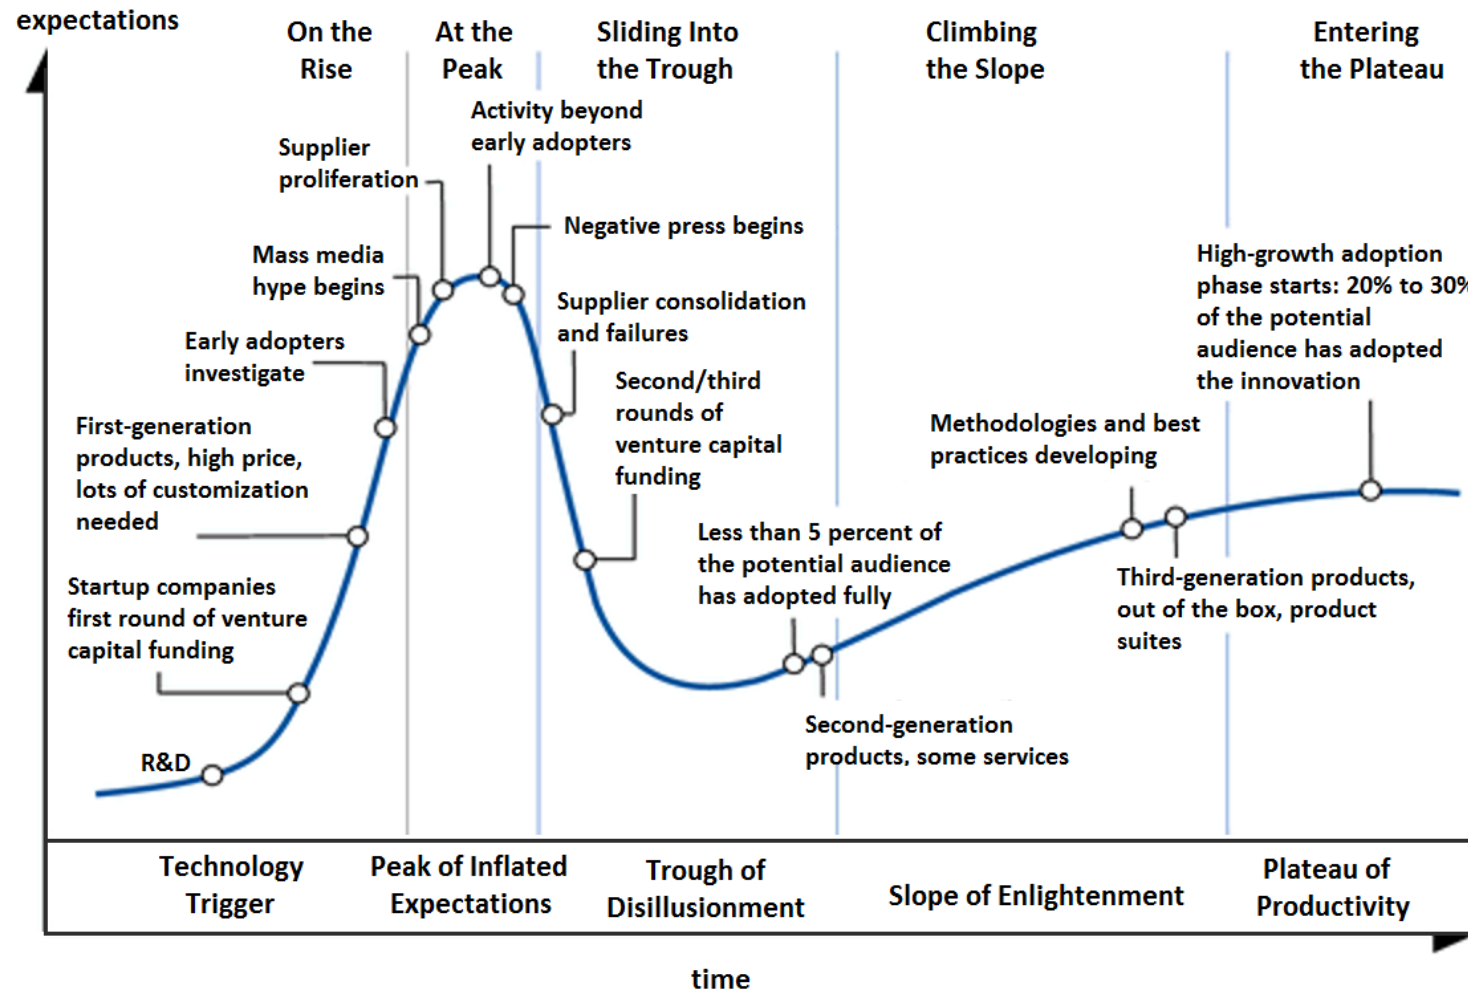 expectations
On the
Rise
At the
Peak
Sliding Into
the Trough
Climbing
the Slope
Entering
the Plateau
Activity beyond
early adopters
Supplier
proliferation
Negative press begins
Mass media
hype begins
Supplier consolidation
and failures
Early adopters
investigate
Second/third
rounds of
venture capital
funding
High-growth adoption
phase starts: 20% to 30%
of the potential
audience has adopted
the innovation
First-generation
products, high price,
lots of customization
needed
Methodologies and best
practices developing
Less than 5 percent of
the potential audience
has adopted fully
Startup companies
first round of venture
capital funding
Third-generation products,
out of the box, product
suites
Second-generation
products, some services
R&D
Technology
Trigger
Peak of Inflated
Expectations
Trough of
Disillusionment
Slope of Enlightenment
Plateau of
Productivity
time